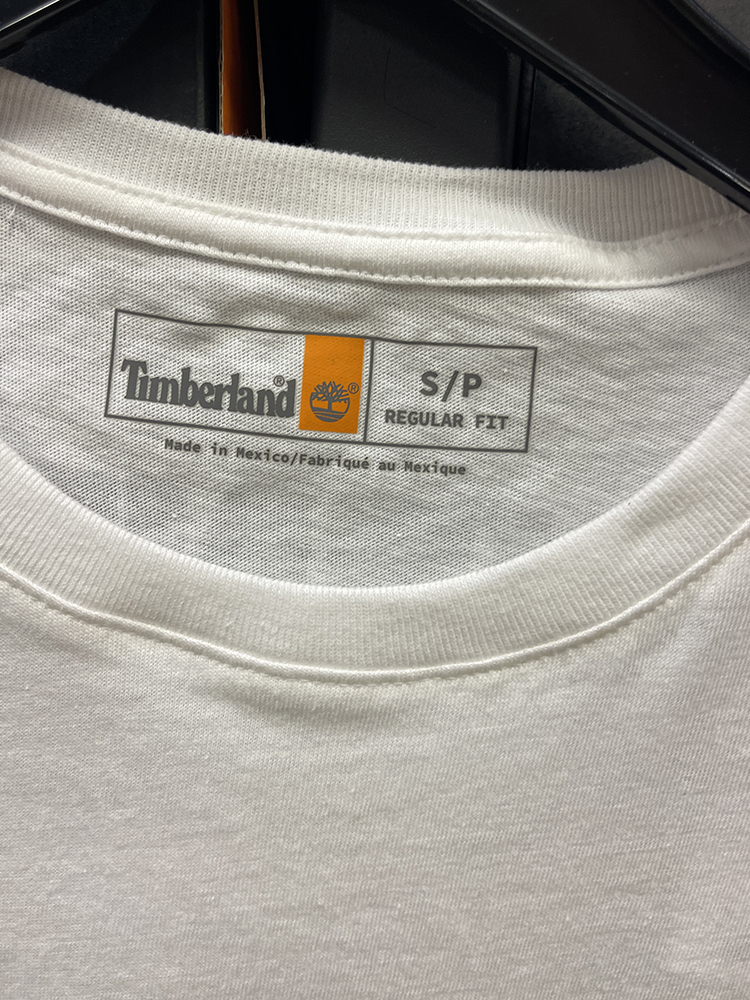 Timberland®
®
S/P
REGULAR FIT
Made in Mexico/Fabriqué au Mexique